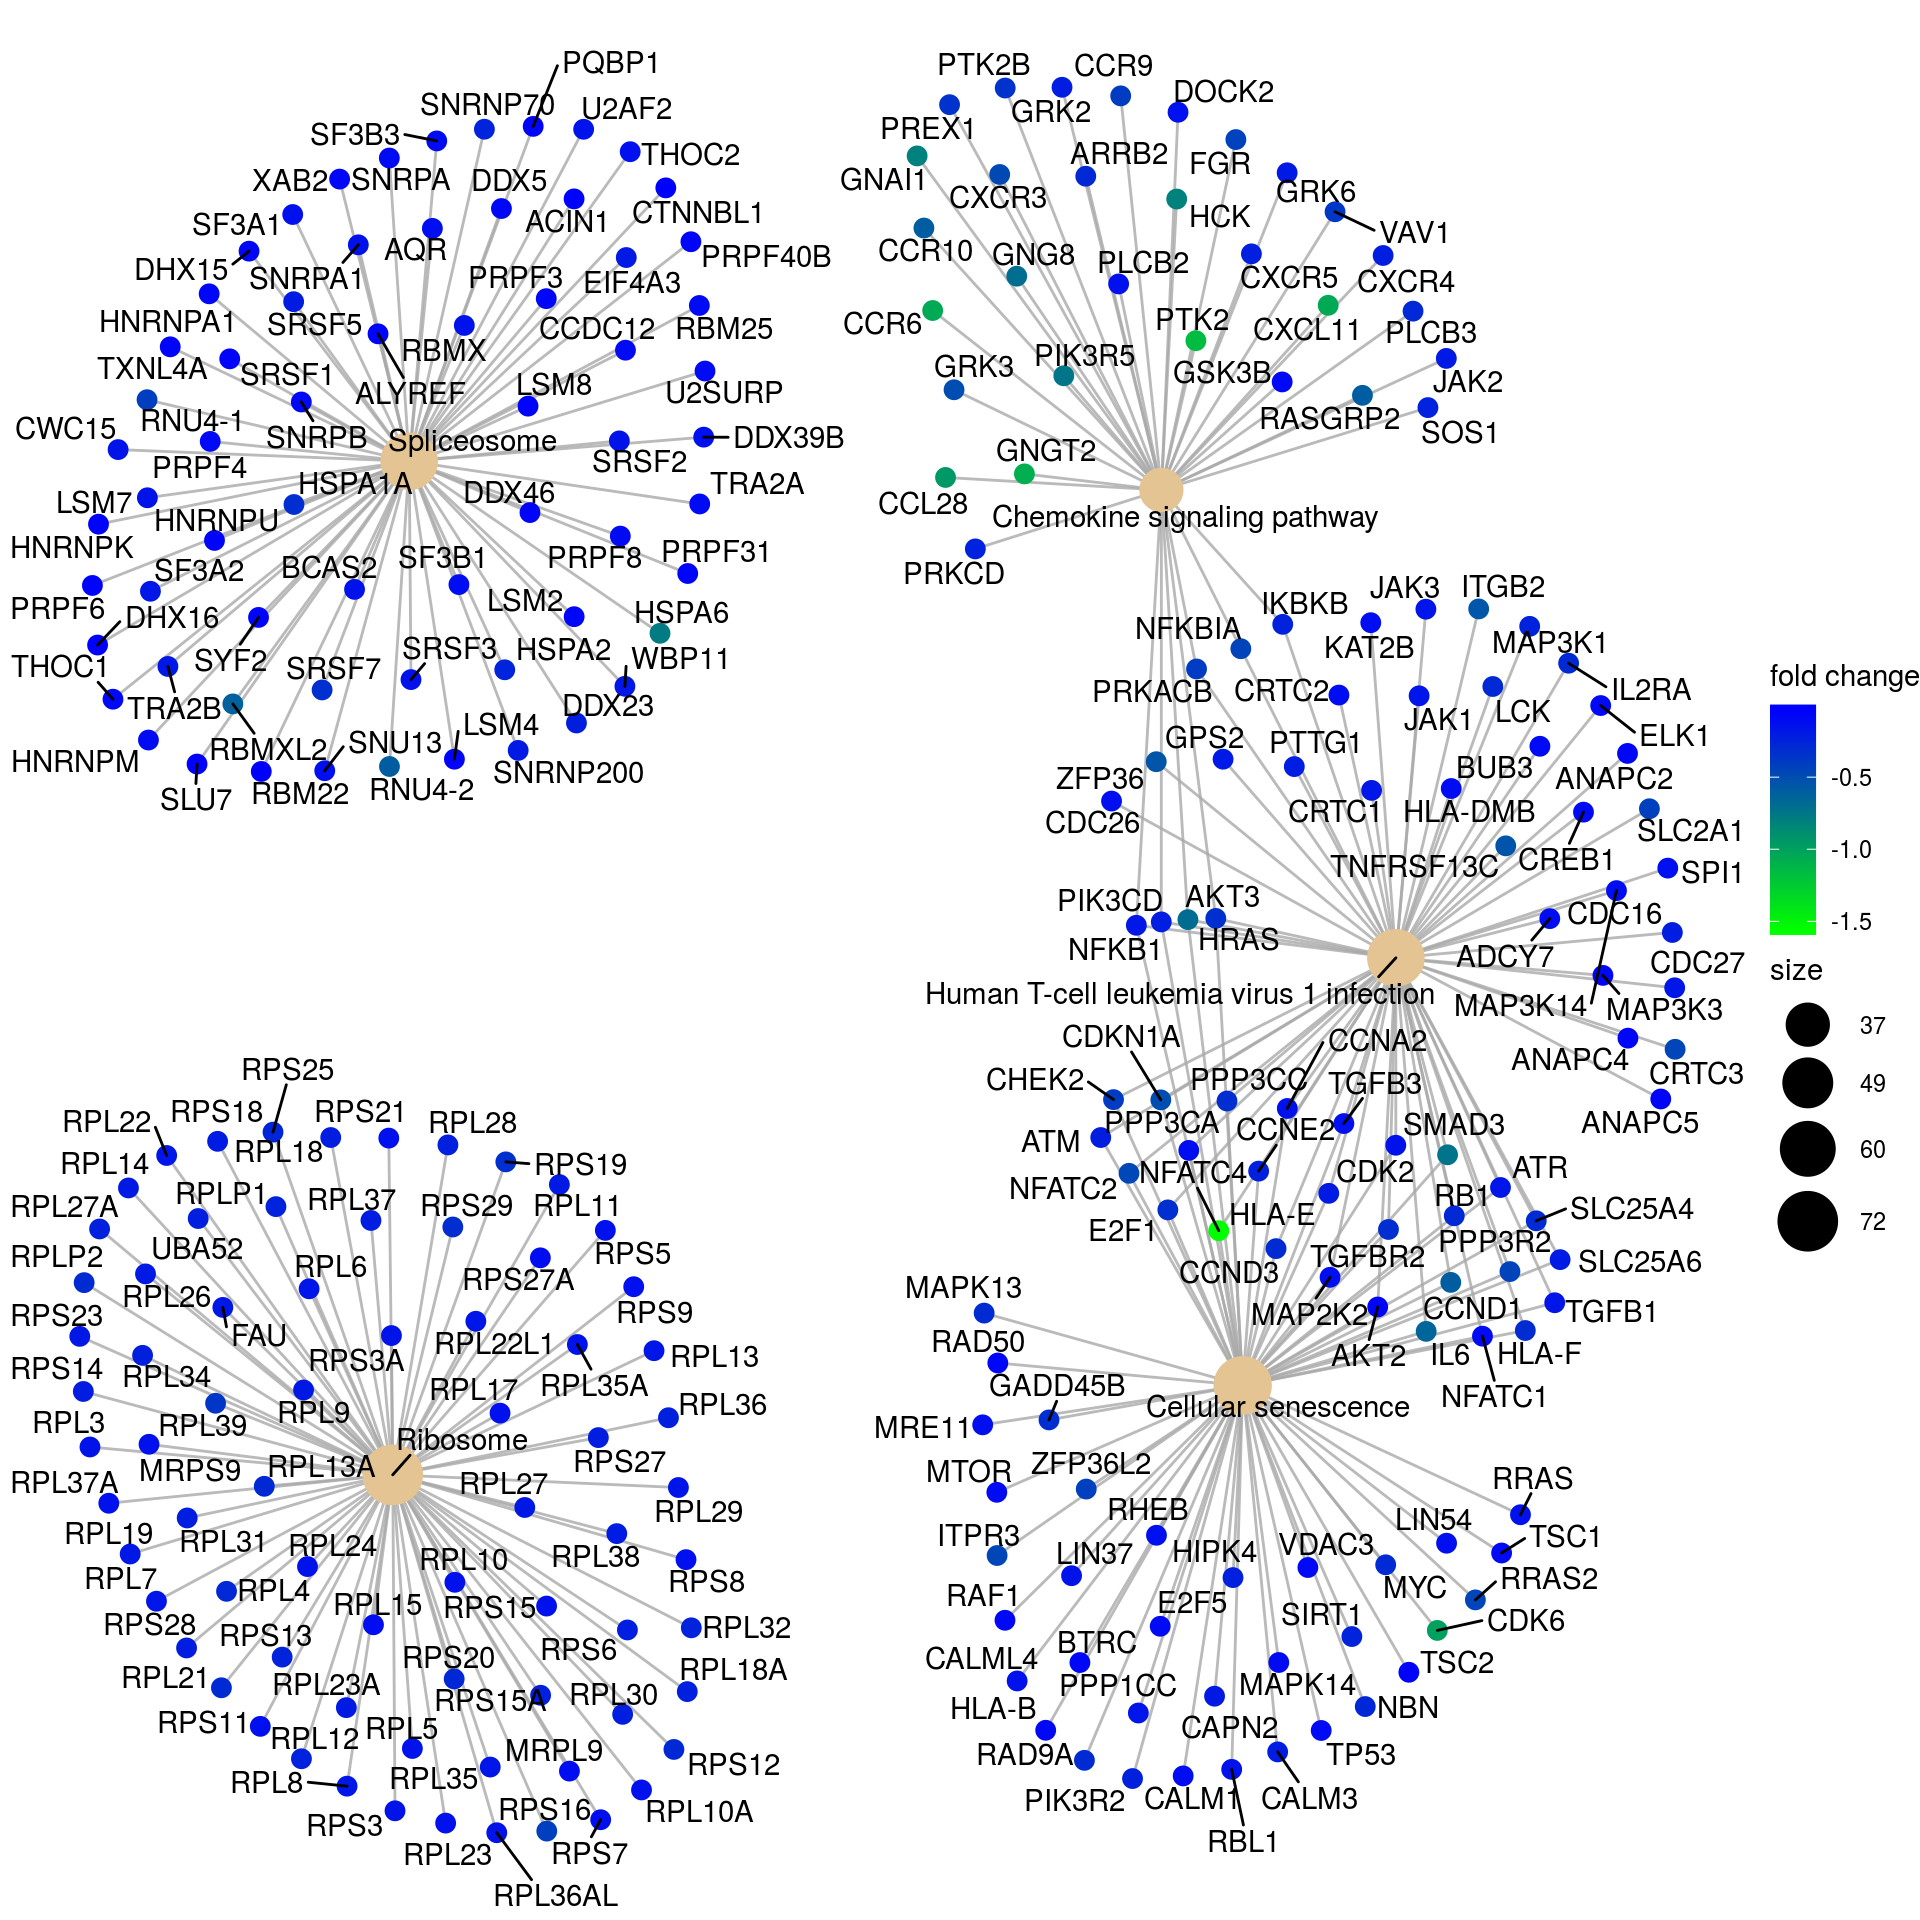 PQBP1
SNRNP70
U2AF2
SF3B3
THOC2
XAB2
SNRPA
DDX5
SF3A1
ACIN1
CTNNBL1
DHX15
SNRPA1
AQR
PRPF3
EIF4A3
PRPF40B
HNRNPA1
SRSF5
RBMX
CCDC12
RBM25
TXNL4A
SRSF1
ALYREF
LSM8
U2SURP
CWC15
RNU4-1
SNRPB
Spliceosome
DDX39B
PRPF4
SRSF2
HSPA1A
LSM7
HNRNPU
DDX46
TRA2A
HNRNPK
SF3A2
BCAS2
SF3B1
PRPF8
PRPF31
PRPF6
DHX16
LSM2
HSPA6
THOC1
SYF2
SRSF7
SRSF3
HSPA2
WBP11
TRA2B
DDX23
HNRNPM
RBMXL2
SNU13
LSM4
SLU7
RBM22
RNU4-2
SNRNP200
PTK2B
CCR9
GRK2
DOCK2
PREX1
ARRB2
FGR
GNAI1
CXCR3
GRK6
HCK
VAV1
CCR10
GNG8
PLCB2
CXCR5
CXCR4
CCR6
PTK2
CXCL11
PLCB3
GRK3
PIK3R5
GSK3B
JAK2
RASGRP2
SOS1
GNGT2
CCL28
Chemokine signaling pathway
PRKCD
IKBKB
JAK3
ITGB2
NFKBIA
KAT2B
MAP3K1
PRKACB
CRTC2
JAK1
LCK
IL2RA
GPS2
PTTG1
ELK1
ZFP36
BUB3
ANAPC2
CDC26
CRTC1
HLA-DMB
SLC2A1
TNFRSF13C
CREB1
SPI1
PIK3CD
AKT3
CDC16
NFKB1
HRAS
ADCY7
CDC27
Human T-cell leukemia virus 1 infection
MAP3K14
MAP3K3
CDKN1A
CCNA2
ANAPC4
CRTC3
CHEK2
PPP3CC
TGFB3
ANAPC5
ATM
PPP3CA
CCNE2
SMAD3
NFATC2
NFATC4
CDK2
RB1
ATR
E2F1
HLA-E
SLC25A4
CCND3
TGFBR2
PPP3R2
SLC25A6
MAPK13
MAP2K2
CCND1
TGFB1
RAD50
AKT2
IL6
HLA-F
GADD45B
NFATC1
MRE11
Cellular senescence
MTOR
ZFP36L2
RRAS
ITPR3
RHEB
LIN54
TSC1
LIN37
HIPK4
VDAC3
RAF1
MYC
RRAS2
E2F5
SIRT1
CDK6
CALML4
BTRC
TSC2
HLA-B
PPP1CC
MAPK14
NBN
RAD9A
CAPN2
TP53
PIK3R2
CALM1
CALM3
RBL1
RPS25
RPL22
RPS18
RPS21
RPL28
RPL14
RPL18
RPS19
RPL27A
RPLP1
RPL37
RPS29
RPL11
RPLP2
UBA52
RPL6
RPS27A
RPS5
RPS23
RPL26
FAU
RPS9
RPS14
RPL34
RPS3A
RPL22L1
RPL13
RPL3
RPL39
RPL9
RPL17
RPL35A
RPL36
MRPS9
RPL13A
Ribosome
RPS27
RPL37A
RPL27
RPL29
RPL19
RPL31
RPL24
RPL10
RPL38
RPL7
RPL4
RPL15
RPS15
RPS8
RPS28
RPS13
RPS20
RPS6
RPL32
RPL21
RPL23A
RPS15A
RPL30
RPL18A
RPS11
RPL12
RPL5
MRPL9
RPS12
RPL8
RPL35
RPS16
RPL10A
RPS3
RPL23
RPS7
RPL36AL
fold change
-0.5
-1.0
-1.5
size
37
49
60
72